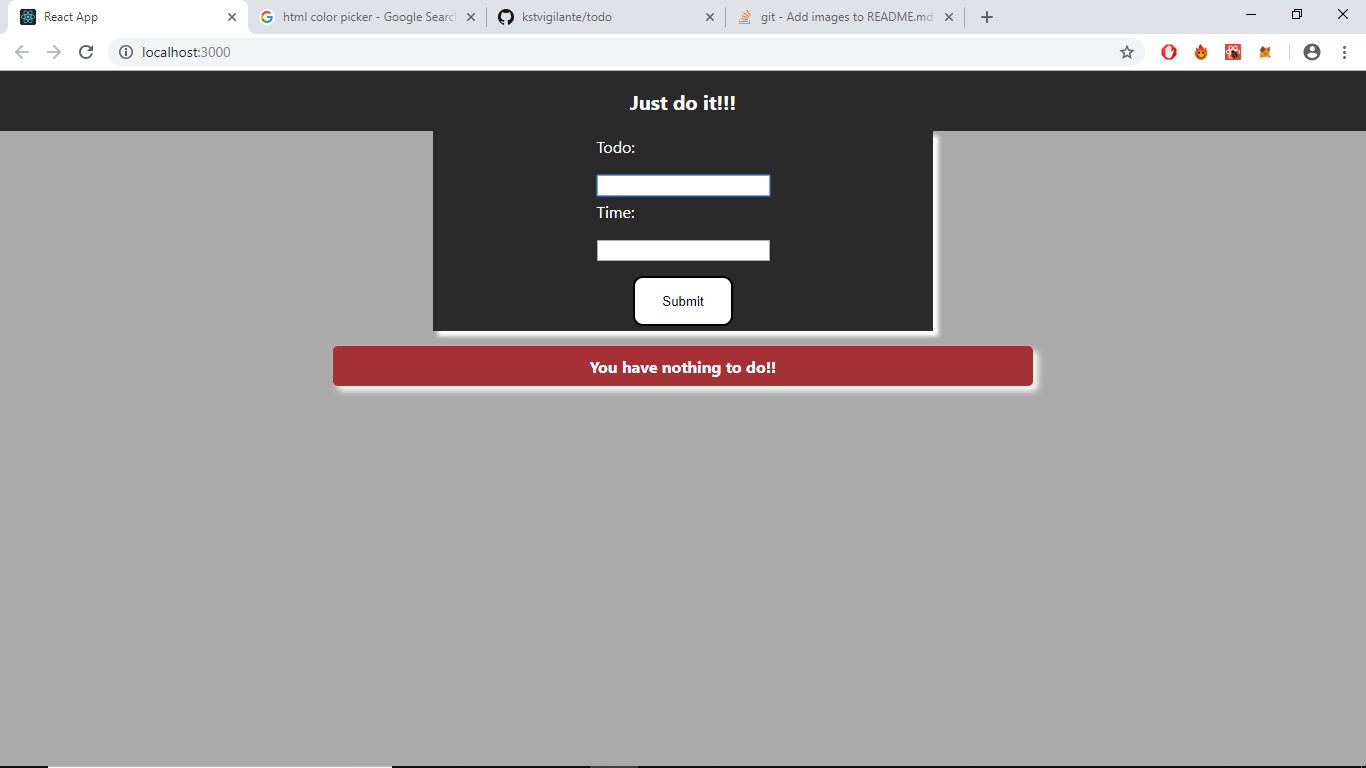 React App
html color picker - Google Searc
kstvigilante/todo
git - Add images to README.md
localhost:3000
Just do it!!!
Todo:
Time:
Submit
You have nothing to do!!